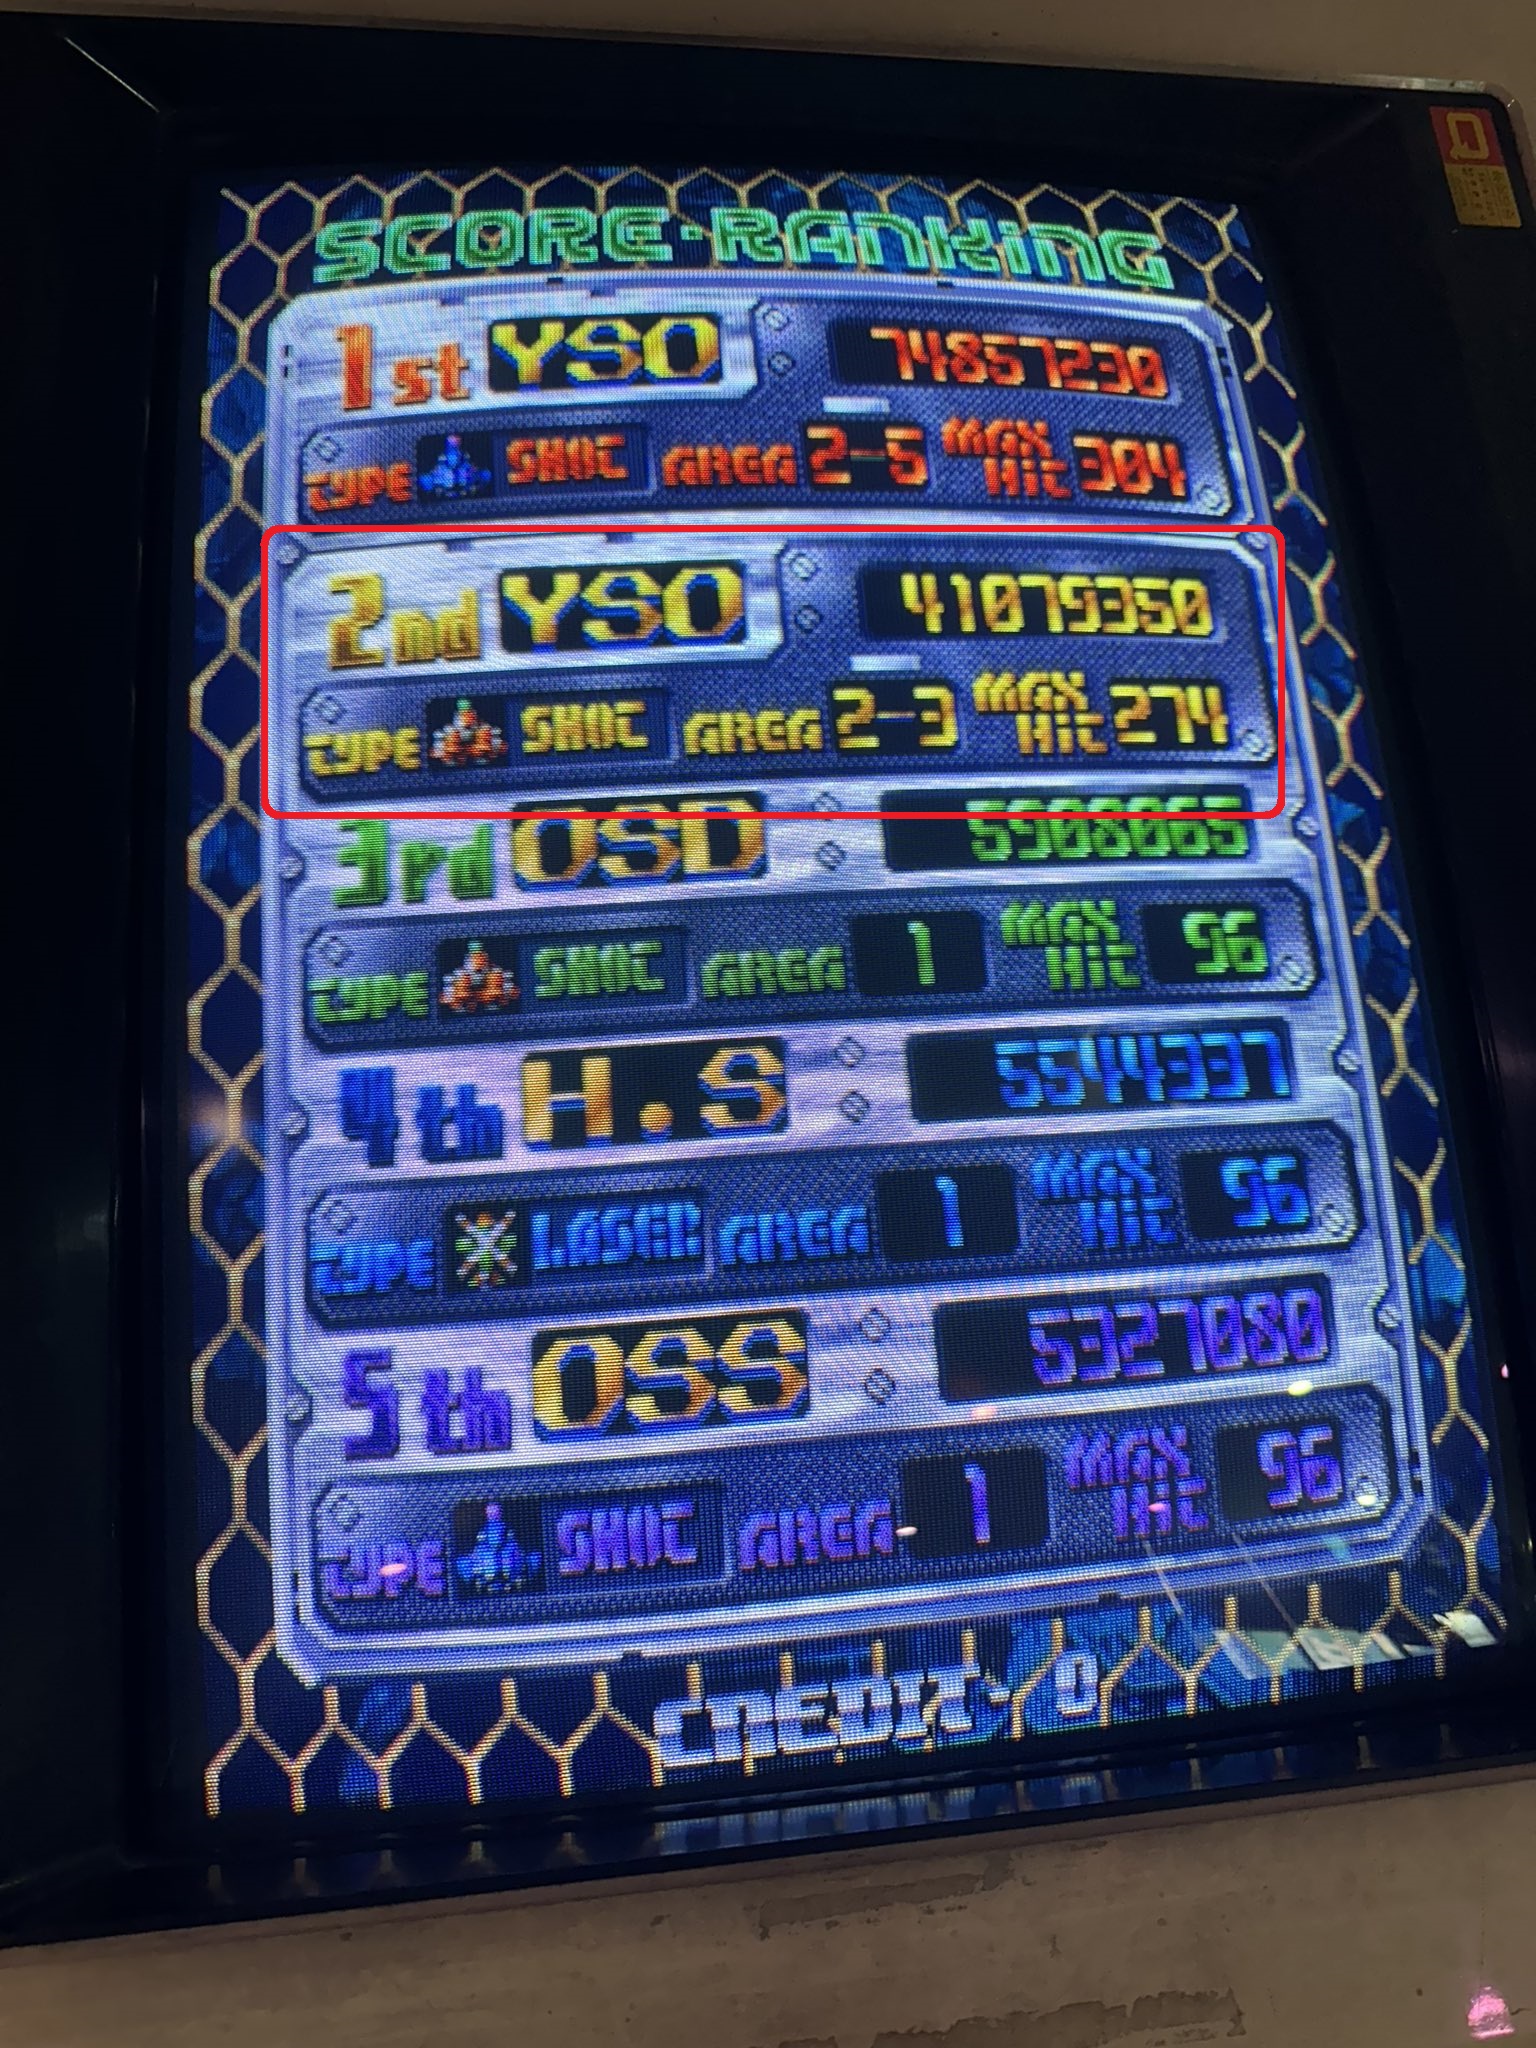 SCORE·RANKING
1st YSO 74857230
TYPE SHOT AREA 2-5 MAX Hit 304
2nd YSO 41079350
TYPE SHOT AREA 2-3 MAX Hit 274
3rd OSD 5908065
TYPE SHOT AREA 1 MAX Hit 96
4th H.S 5544337
TYPE LASER AREA 1 MAX Hit 96
5th OSS 5327080
TYPE SHOT AREA 1 MAX Hit 96
CREDIT· 0